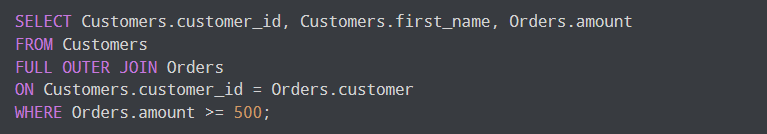 SELECT Customers.customer_id, Customers.first_name, Orders.amount
FROM Customers
FULL OUTER JOIN Orders
ON Customers.customer_id = Orders.customer
WHERE Orders.amount >= 500;